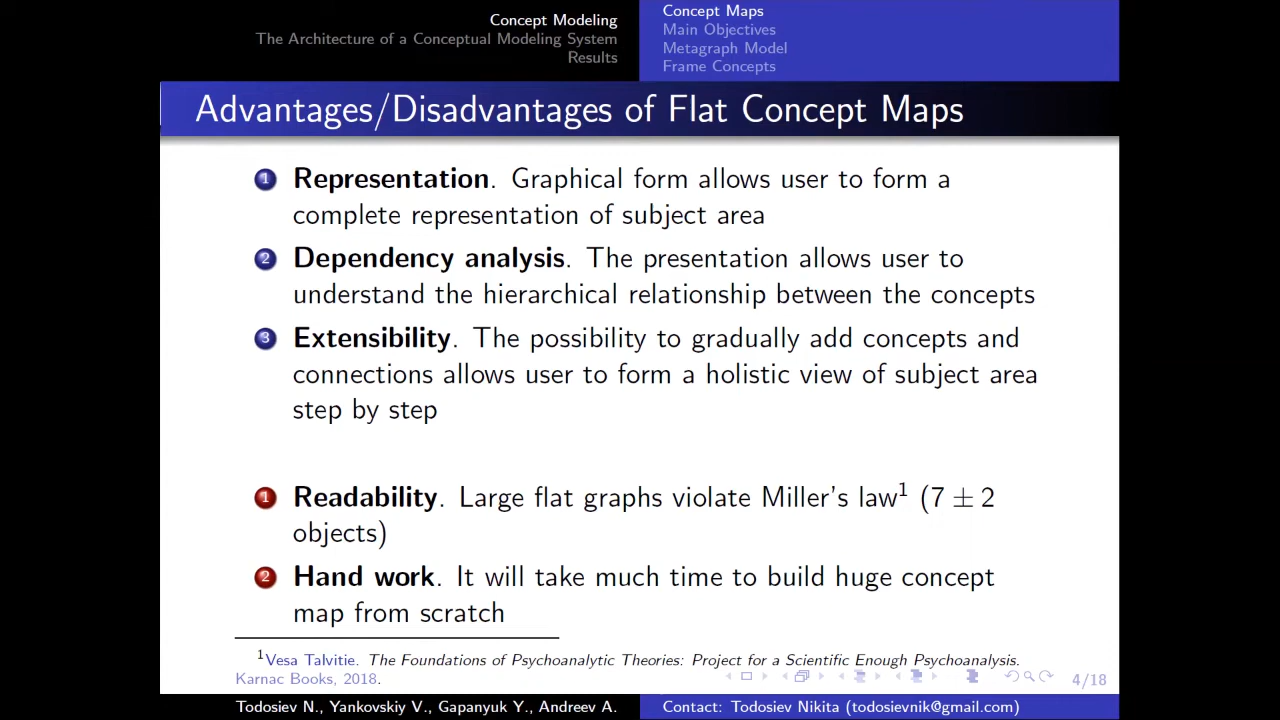 Concept Modeling
The Architecture of a Conceptual Modeling System
Results
Concept Maps
Main Objectives
Metagraph Model
Frame Concepts
Advantages/Disadvantages of Flat Concept Maps
1 Representation. Graphical form allows user to form a
complete representation of subject area
2 Dependency analysis. The presentation allows user to
understand the hierarchical relationship between the concepts
3 Extensibility. The possibility to gradually add concepts and
connections allows user to form a holistic view of subject area
step by step
1 Readability. Large flat graphs violate Miller's law¹ (7 ± 2
objects)
2 Hand work. It will take much time to build huge concept
map from scratch
¹Vesa Talvitie. The Foundations of Psychoanalytic Theories: Project for a Scientific Enough Psychoanalysis.
Karnac Books, 2018.
4/18
Todosiev N., Yankovskiy V., Gapanyuk Y., Andreev A.
Contact: Todosiev Nikita (todosievnik@gmail.com)